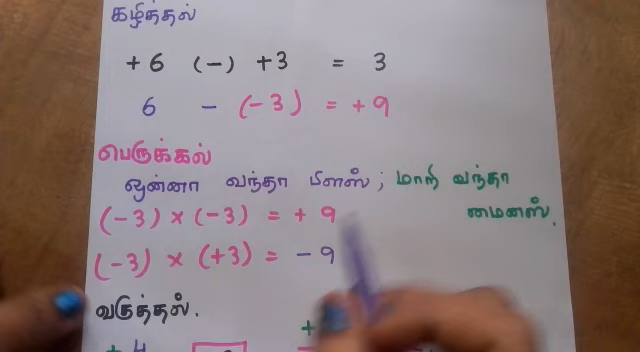 கழித்தல்
+6 (-) +3 = 3
6 - (-3) = +9
பெருக்கல்
ஒன்னா வந்தா பிளஸ்; மாறி வந்தா மைனஸ்.
(-3) × (-3) = + 9
(-3) × (+3) = - 9
வகுத்தல்.
+ 4